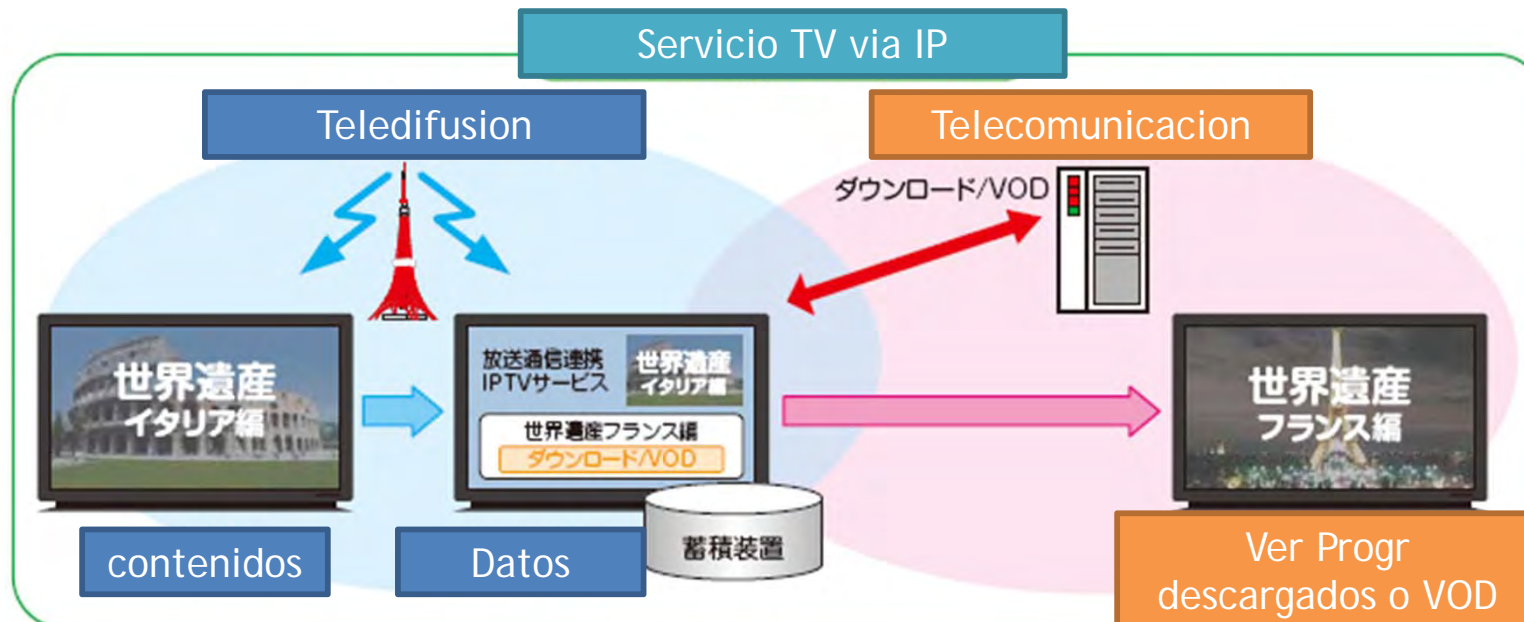 Servicio TV via IP
Teledifusion
Telecomunicacion
ダウンロード/VOD
世界遺産
イタリア編
放送通信連携
IPTVサービス
世界遺産
イタリア編
世界遺産フランス編
ダウンロード/VOD
世界遺産
フランス編
蓄積装置
contenidos
Datos
Ver Progr
descargados o VOD